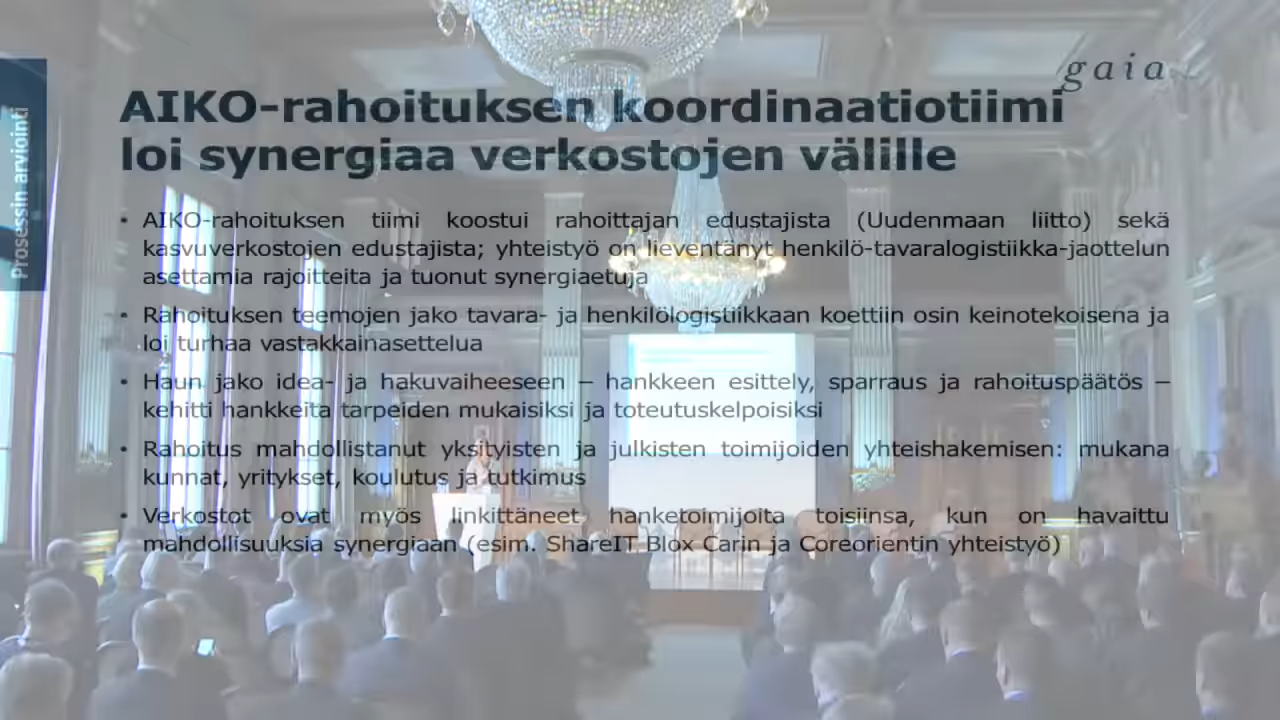 gaia
Prosessin arviointi
AIKO-rahoituksen koordinaatiotiimi
loi synergiaa verkostojen välille
• AIKO-rahoituksen tiimi koostui rahoittajan edustajista (Uudenmaan liitto) sekä
kasvuverkostojen edustajista; yhteistyö on lieventänyt henkilö-tavaralogistiikka-jaottelun
asettamia rajoitteita ja tuonut synergiaetuja
• Rahoituksen teemojen jako tavara- ja henkilölogistiikkaan koettiin osin keinotekoisena ja
loi turhaa vastakkainasettelua
• Haun jako idea- ja hakuvaiheeseen – hankkeen esittely, sparraus ja rahoituspäätös –
kehitti hankkeita tarpeiden mukaisiksi ja toteutuskelpoisiksi
• Rahoitus mahdollistanut yksityisten ja julkisten toimijoiden yhteishakemisen: mukana
kunnat, yritykset, koulutus ja tutkimus
• Verkostot ovat myös linkittäneet hanketoimijoita toisiinsa, kun on havaittu
mahdollisuuksia synergiaan (esim. ShareIT Blox Carin ja Coreorientin yhteistyö)